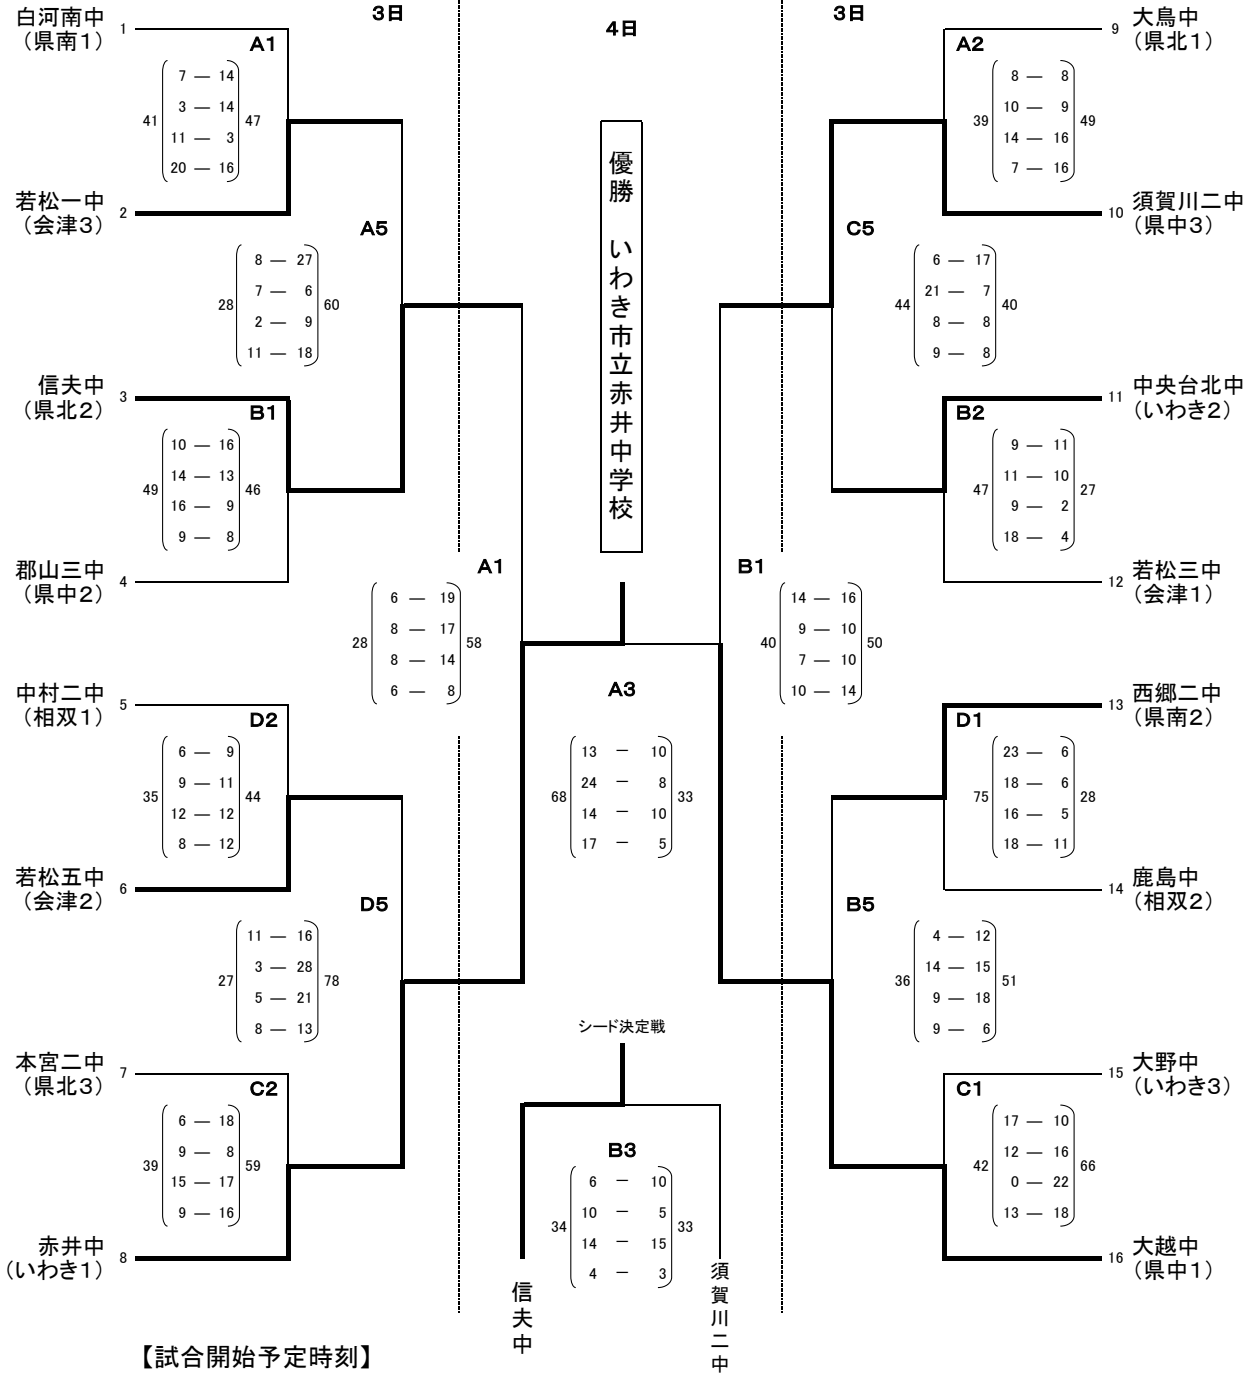 3日
4日
3日
白河南中
(県南1)
1
A1
7 ― 14
3 ― 14
41
47
11 ― 3
20 ― 16
若松一中
(会津3)
2
A5
8 ― 27
7 ― 6
28
60
2 ― 9
11 ― 18
信夫中
(県北2)
3
B1
10 ― 16
14 ― 13
49
46
16 ― 9
9 ― 8
郡山三中
(県中2)
4
A1
6 ― 19
8 ― 17
28
58
8 ― 14
6 ― 8
中村二中
(相双1)
5
D2
6 ― 9
9 ― 11
35
44
12 ― 12
8 ― 12
若松五中
(会津2)
6
D5
11 ― 16
3 ― 28
27
78
5 ― 21
8 ― 13
本宮二中
(県北3)
7
C2
6 ― 18
9 ― 8
39
59
15 ― 17
9 ― 16
赤井中
(いわき1)
8
優勝 いわき市立赤井中学校
A3
13 ― 10
24 ― 8
68
33
14 ― 10
17 ― 5
シード決定戦
B3
6 ― 10
10 ― 5
34
33
14 ― 15
4 ― 3
信夫中
須賀川二中
9
大鳥中
(県北1)
A2
8 ― 8
10 ― 9
39
49
14 ― 16
7 ― 16
10
須賀川二中
(県中3)
C5
6 ― 17
21 ― 7
44
40
8 ― 8
9 ― 8
11
中央台北中
(いわき2)
B2
9 ― 11
11 ― 10
47
27
9 ― 2
18 ― 4
12
若松三中
(会津1)
B1
14 ― 16
9 ― 10
40
50
7 ― 10
10 ― 14
13
西郷二中
(県南2)
D1
23 ― 6
18 ― 6
75
28
16 ― 5
18 ― 11
14
鹿島中
(相双2)
B5
4 ― 12
14 ― 15
36
51
9 ― 18
9 ― 6
15
大野中
(いわき3)
C1
17 ― 10
12 ― 16
42
66
0 ― 22
13 ― 18
16
大越中
(県中1)
【試合開始予定時刻】